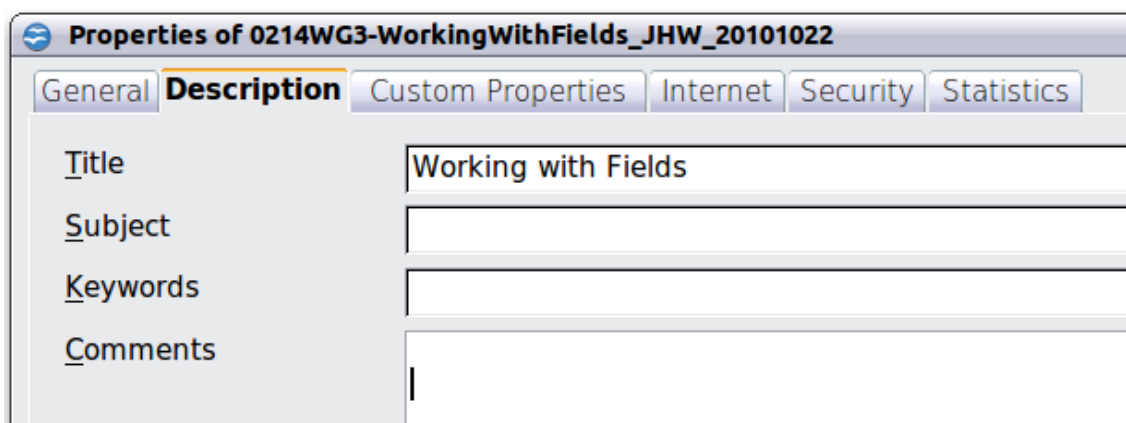 Properties of 0214WG3-WorkingWithFields_JHW_20101022
General Description Custom Properties Internet Security Statistics
Title Working with Fields
Subject
Keywords
Comments